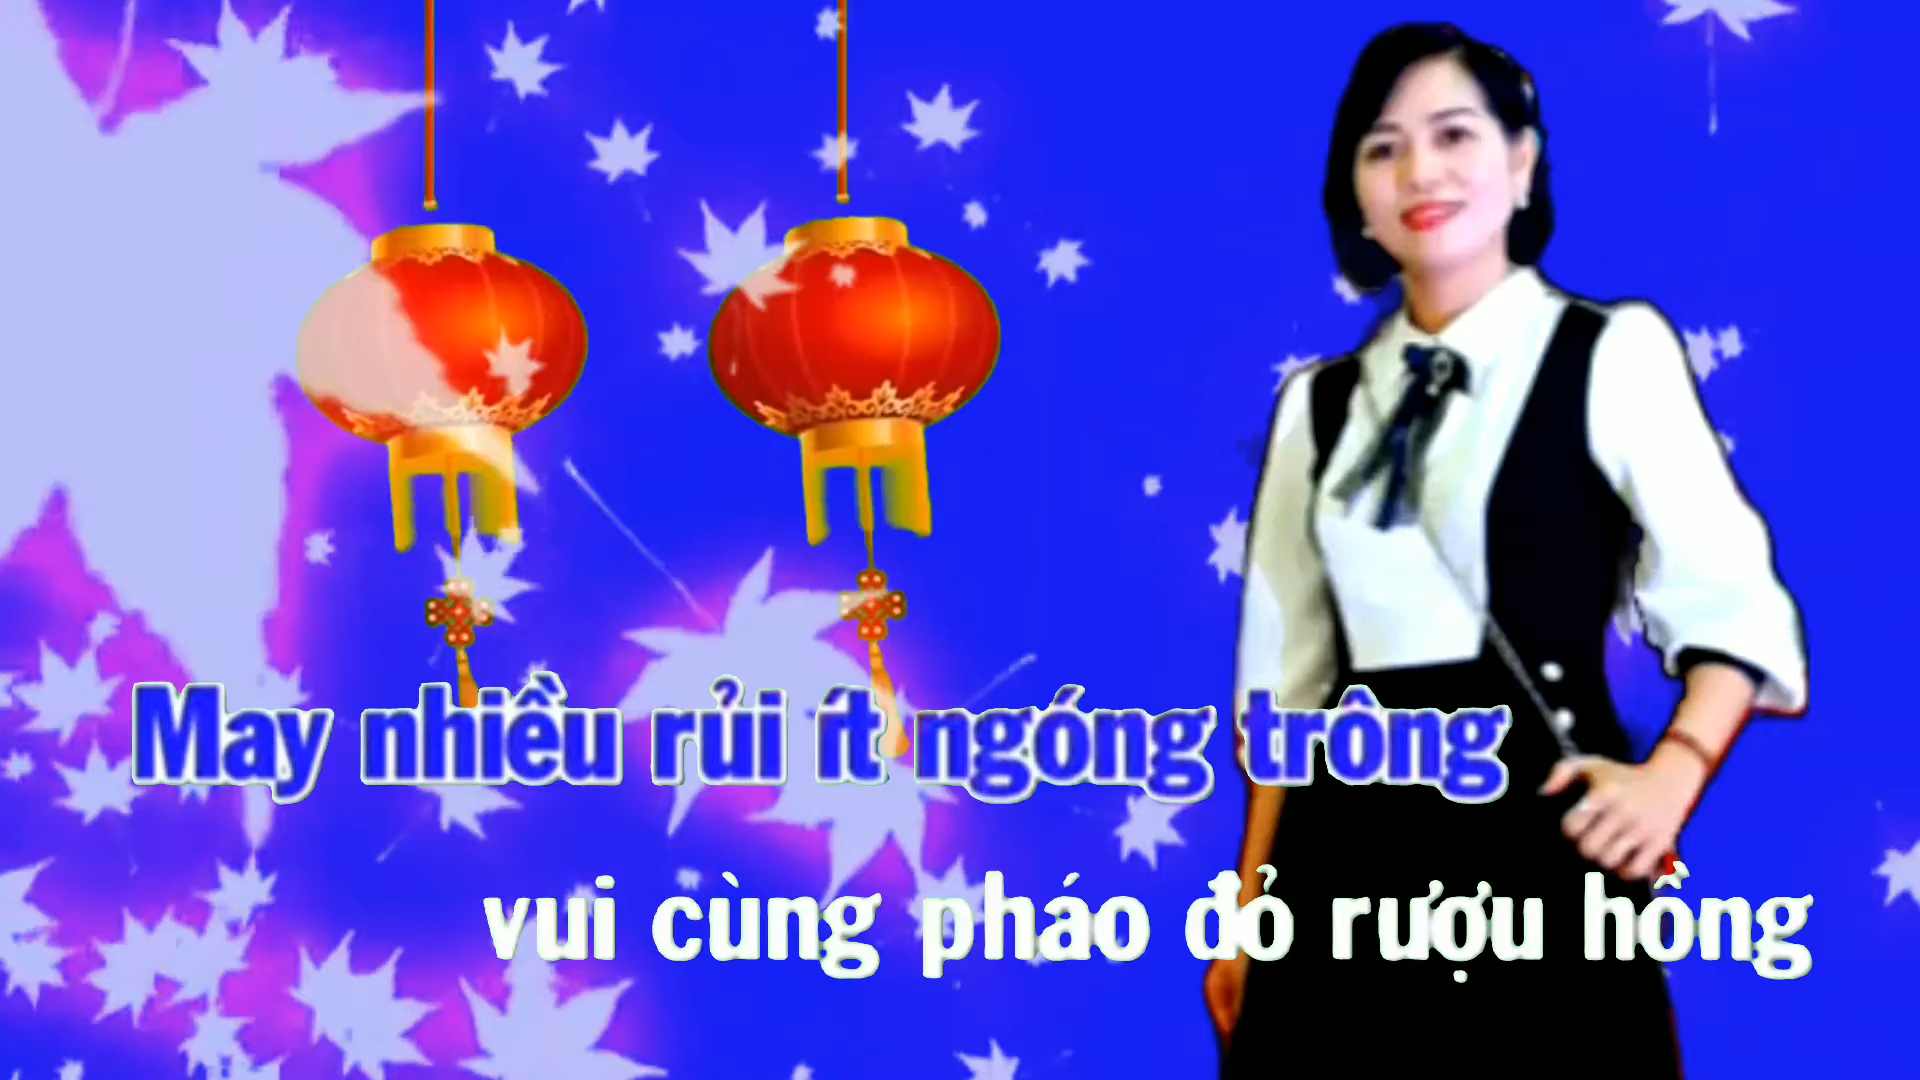 May nhiều rủi ít ngóng trông
vui cùng pháo đỏ rượu hồng